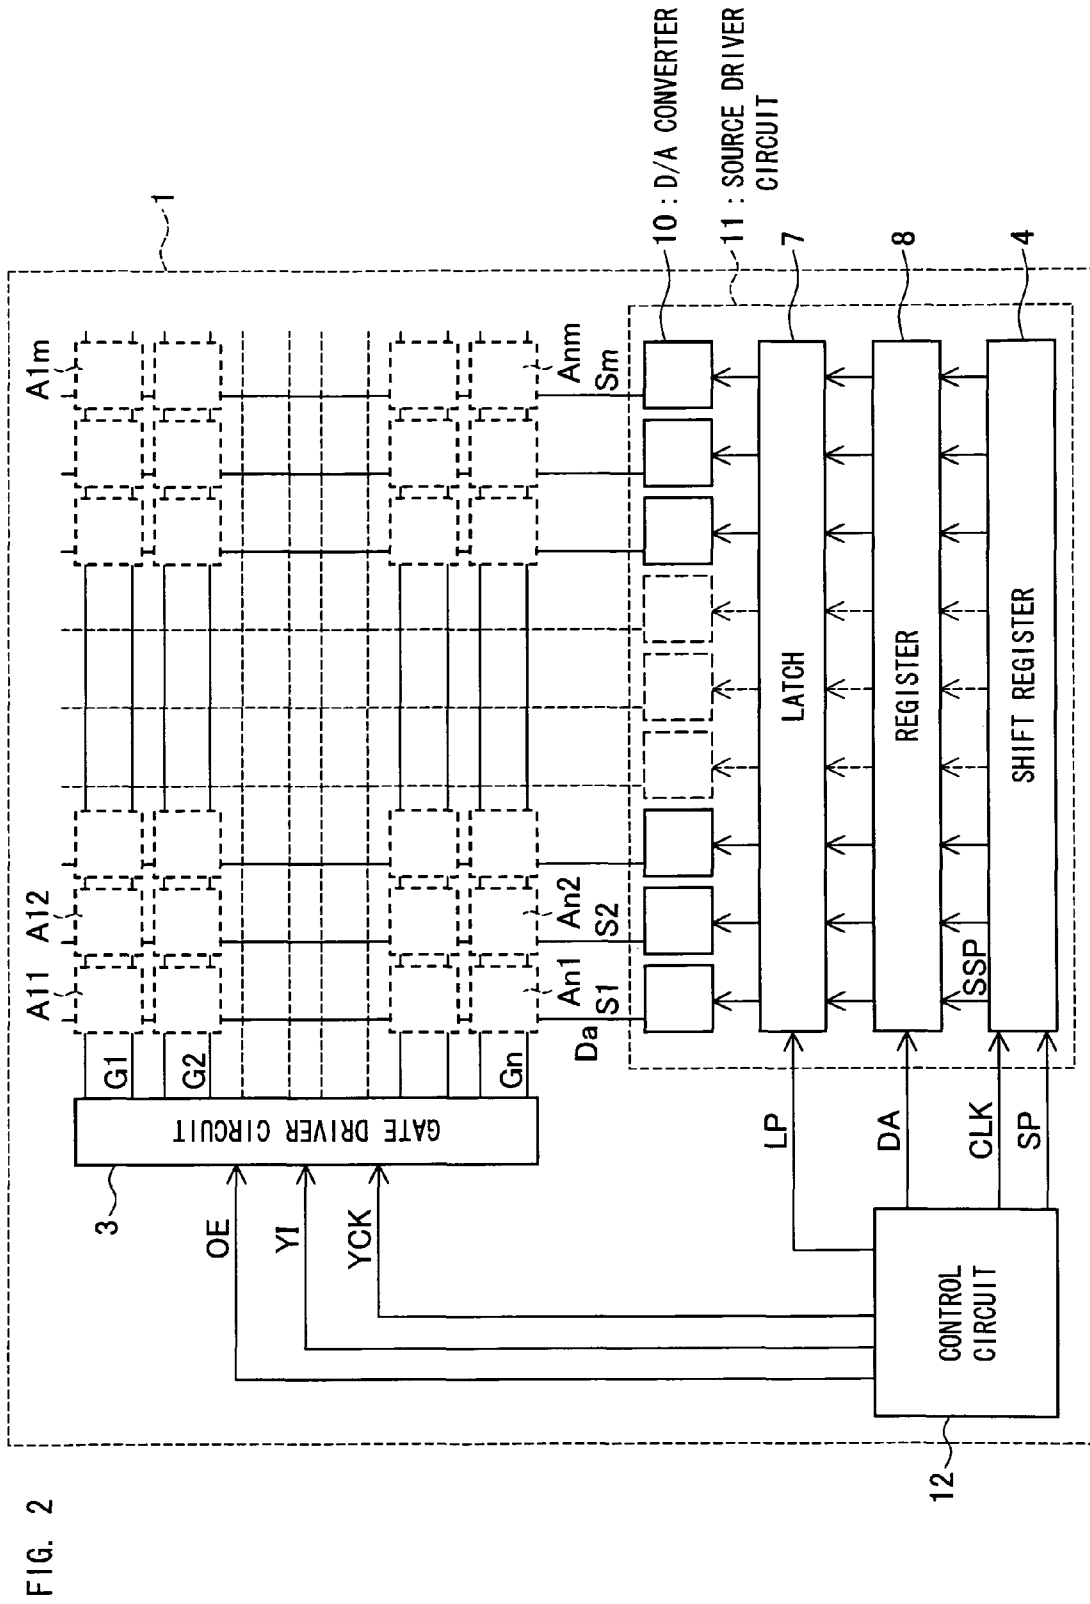 FIG. 2
1
A11
A12
A1m
G1
G2
Gn
GATE DRIVER CIRCUIT
3
OE
YI
YCK
An1
An2
Anm
Da
S1
S2
Sm
10 : D/A CONVERTER
11 : SOURCE DRIVER
CIRCUIT
LP
LATCH
7
DA
REGISTER
8
SSP
CLK
SP
SHIFT REGISTER
4
CONTROL
CIRCUIT
12